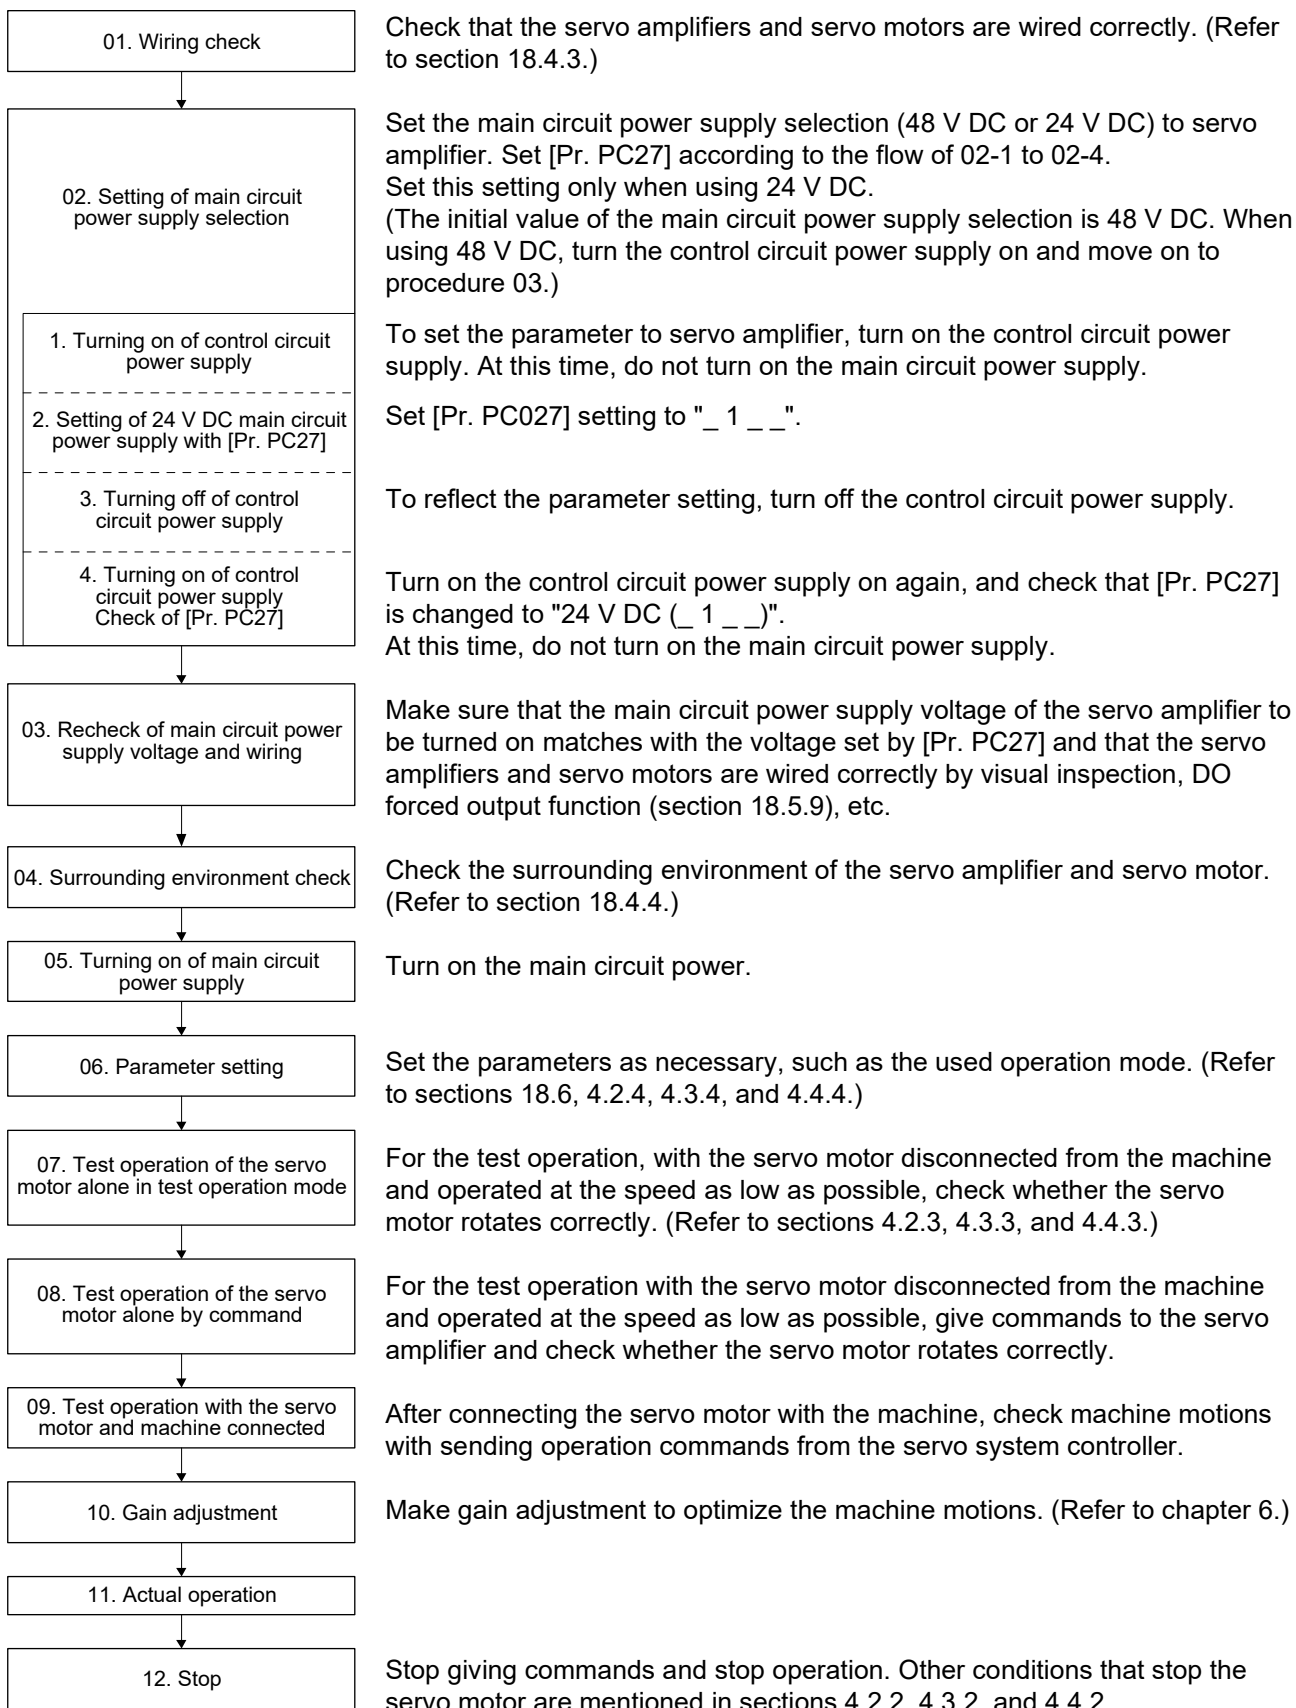 01. Wiring check
Check that the servo amplifiers and servo motors are wired correctly. (Refer
to section 18.4.3.)
02. Setting of main circuit
power supply selection
Set the main circuit power supply selection (48 V DC or 24 V DC) to servo
amplifier. Set [Pr. PC27] according to the flow of 02-1 to 02-4.
Set this setting only when using 24 V DC.
(The initial value of the main circuit power supply selection is 48 V DC. When
using 48 V DC, turn the control circuit power supply on and move on to
procedure 03.)
1. Turning on of control circuit
power supply
To set the parameter to servo amplifier, turn on the control circuit power
supply. At this time, do not turn on the main circuit power supply.
2. Setting of 24 V DC main circuit
power supply with [Pr. PC27]
Set [Pr. PC027] setting to "_ 1 _ _".
3. Turning off of control
circuit power supply
To reflect the parameter setting, turn off the control circuit power supply.
4. Turning on of control
circuit power supply
Check of [Pr. PC27]
Turn on the control circuit power supply on again, and check that [Pr. PC27]
is changed to "24 V DC (_ 1 _ _)".
At this time, do not turn on the main circuit power supply.
03. Recheck of main circuit power
supply voltage and wiring
Make sure that the main circuit power supply voltage of the servo amplifier to
be turned on matches with the voltage set by [Pr. PC27] and that the servo
amplifiers and servo motors are wired correctly by visual inspection, DO
forced output function (section 18.5.9), etc.
04. Surrounding environment check
Check the surrounding environment of the servo amplifier and servo motor.
(Refer to section 18.4.4.)
05. Turning on of main circuit
power supply
Turn on the main circuit power.
06. Parameter setting
Set the parameters as necessary, such as the used operation mode. (Refer
to sections 18.6, 4.2.4, 4.3.4, and 4.4.4.)
07. Test operation of the servo
motor alone in test operation mode
For the test operation, with the servo motor disconnected from the machine
and operated at the speed as low as possible, check whether the servo
motor rotates correctly. (Refer to sections 4.2.3, 4.3.3, and 4.4.3.)
08. Test operation of the servo
motor alone by command
For the test operation with the servo motor disconnected from the machine
and operated at the speed as low as possible, give commands to the servo
amplifier and check whether the servo motor rotates correctly.
09. Test operation with the servo
motor and machine connected
After connecting the servo motor with the machine, check machine motions
with sending operation commands from the servo system controller.
10. Gain adjustment
Make gain adjustment to optimize the machine motions. (Refer to chapter 6.)
11. Actual operation
12. Stop
Stop giving commands and stop operation. Other conditions that stop the
servo motor are mentioned in sections 4.2.2, 4.3.2, and 4.4.2.